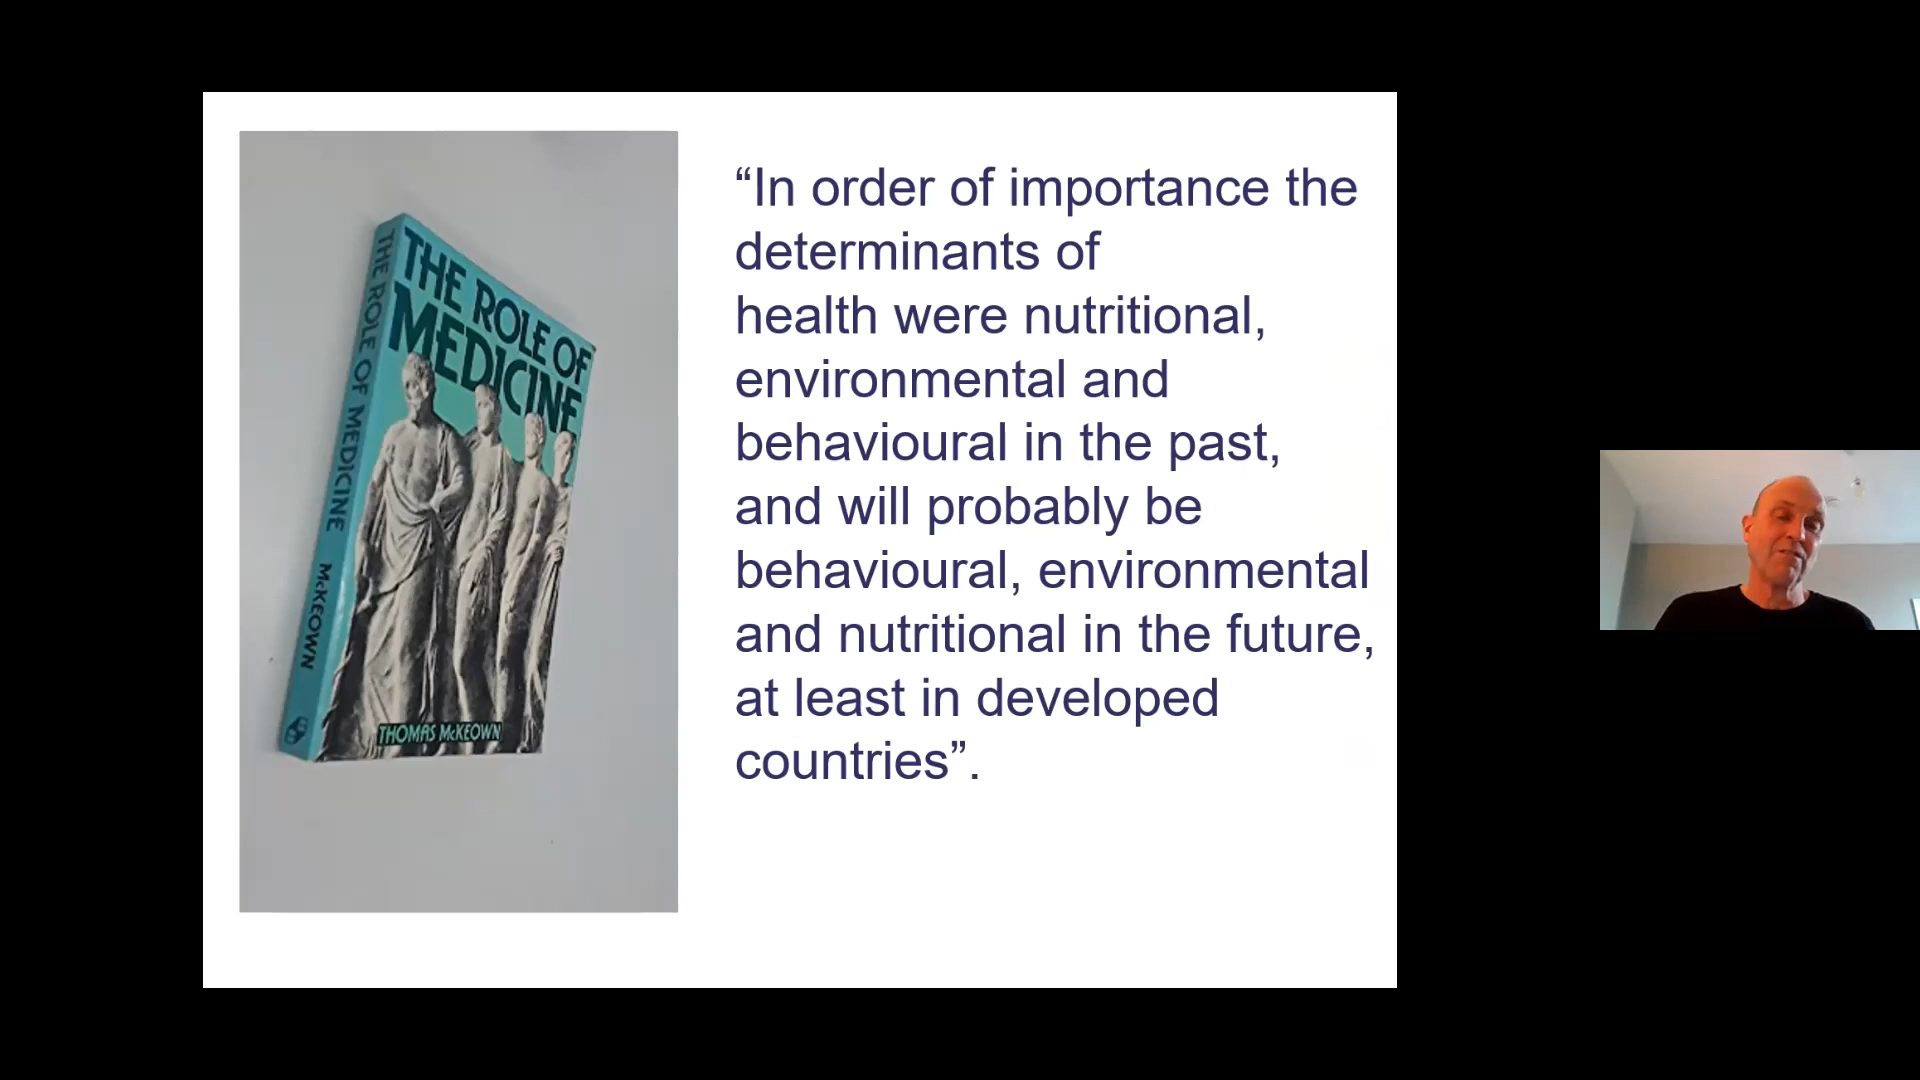 THE ROLE OF
MEDICINE
THE ROLE OF MEDICINE McKEOWN
THOMAS McKEOWN
“In order of importance the
determinants of
health were nutritional,
environmental and
behavioural in the past,
and will probably be
behavioural, environmental
and nutritional in the future,
at least in developed
countries”.